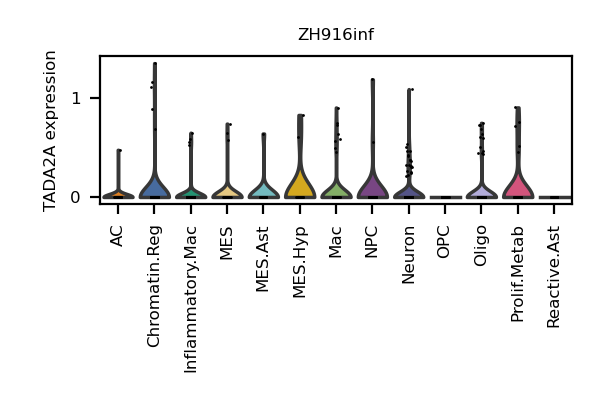 ZH916inf
TADA2A expression
1
0
AC
Chromatin.Reg
Inflammatory.Mac
MES
MES.Ast
MES.Hyp
Mac
NPC
Neuron
OPC
Oligo
Prolif.Metab
Reactive.Ast